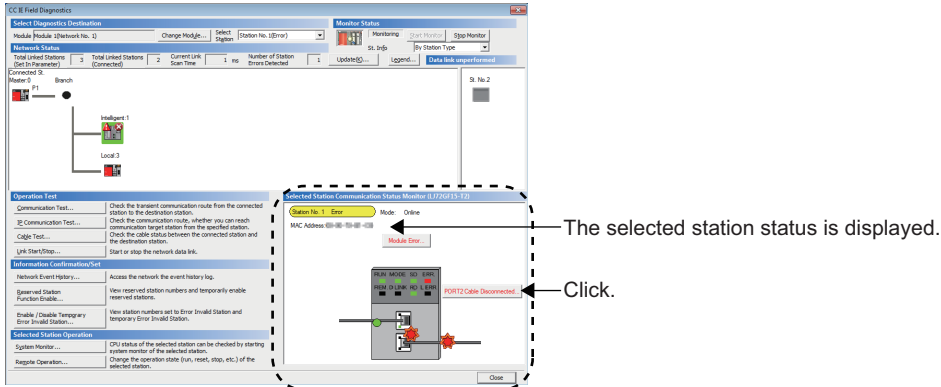 CC IE Field Diagnostics
Select Diagnostics Destination
Monitor Status
Module Module 1(Network No. 1)
Change Module...
Select Station
Station No. 1(Error)
Monitoring
Start Monitor
Stop Monitor
St. Info
By Station Type
Network Status
Total Linked Stations (Set In Parameter) 3
Total Linked Stations (Connected) 2
Current Link Scan Time 1 ms
Number of Station Errors Detected 1
Update(K)...
Legend...
Data link unperformed
Connected St.
Master:0 Branch
P1
St. No.2
Intelligent:1
Local:3
Operation Test
Communication Test...
Check the transient communication route from the connected
station to the destination station.
IP Communication Test...
Check the communication route, whether you can reach
communication target station from the specified station.
Cable Test...
Check the cable status between the connected station and
the destination station.
Link Start/Stop...
Start or stop the network data link.
Information Confirmation/Set
Network Event History...
Access the network the event history log.
Reserved Station
Function Enable...
View reserved station numbers and temporarily enable
reserved stations.
Enable / Disable Temporary
Error Invalid Station...
View station numbers set to Error Invalid Station and
temporary Error Invalid Station.
Selected Station Operation
System Monitor...
CPU status of the selected station can be checked by starting
system monitor of the selected station.
Remote Operation...
Change the operation state (run, reset, stop, etc.) of the
selected station.
Selected Station Communication Status Monitor (LJ72GF15-T2)
Station No. 1 Error
Mode: Online
MAC Address:
Module Error...
RUN MODE SD ERR.
REM D LINK RD L ERR
PORT2 Cable Disconnected...
Close
The selected station status is displayed.
Click.